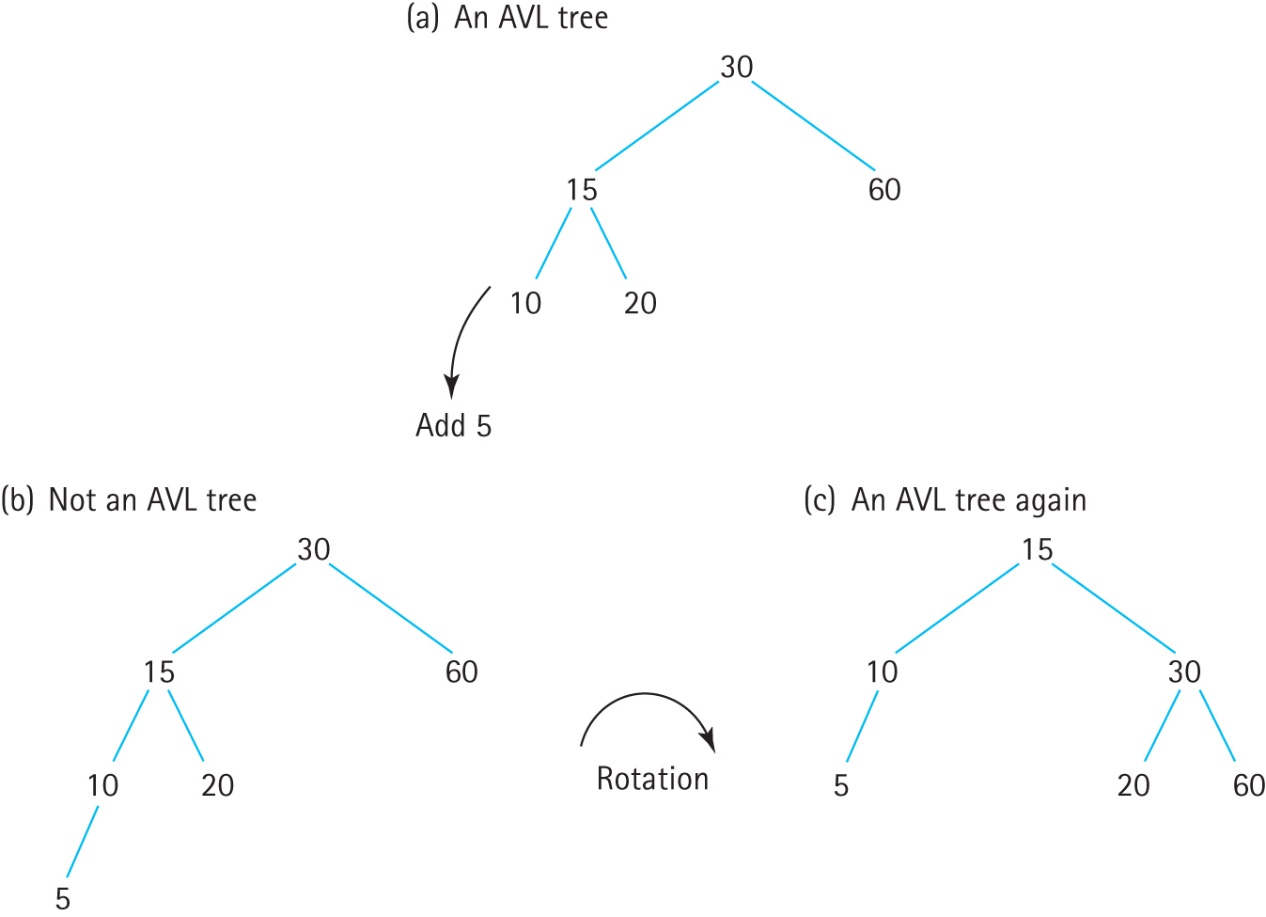 (a) An AVL tree
30
15 60
10 20
Add 5
(b) Not an AVL tree
30
15 60
10 20
5
Rotation
(c) An AVL tree again
15
10 30
5 20 60